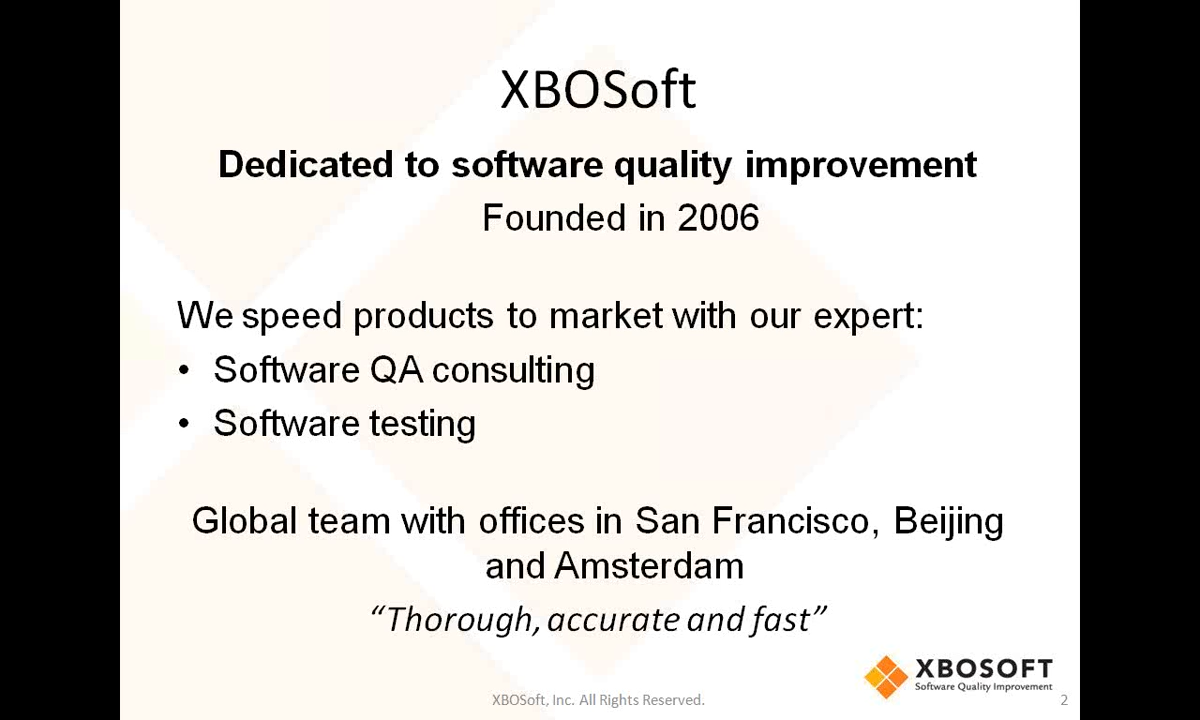 XBOSoft
Dedicated to software quality improvement
Founded in 2006
We speed products to market with our expert:
• Software QA consulting
• Software testing
Global team with offices in San Francisco, Beijing
and Amsterdam
“Thorough, accurate and fast”
XBOSOFT
Software Quality Improvement
XBOSoft, Inc. All Rights Reserved.
2